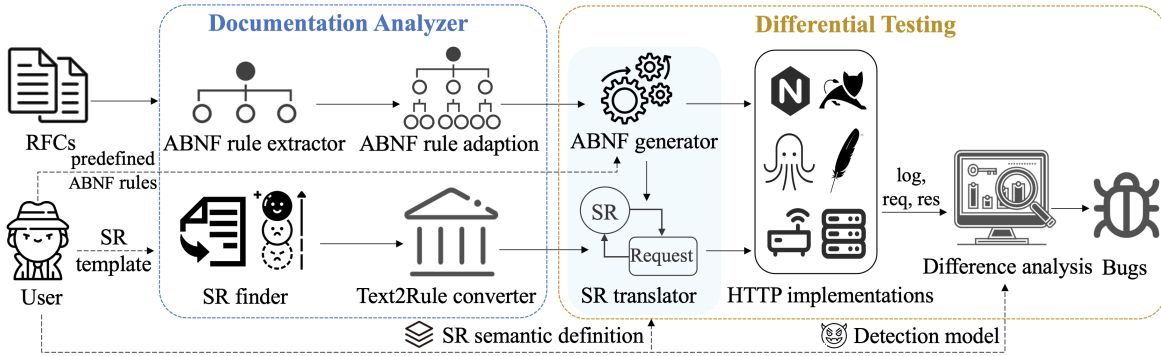 Documentation Analyzer
Differential Testing
RFCs
ABNF rule extractor
ABNF rule adaption
ABNF generator
predefined
ABNF rules
SR
template
User
SR finder
Text2Rule converter
SR
Request
SR translator
N
HTTP implementations
log,
req, res
Difference analysis
Bugs
SR semantic definition
Detection model